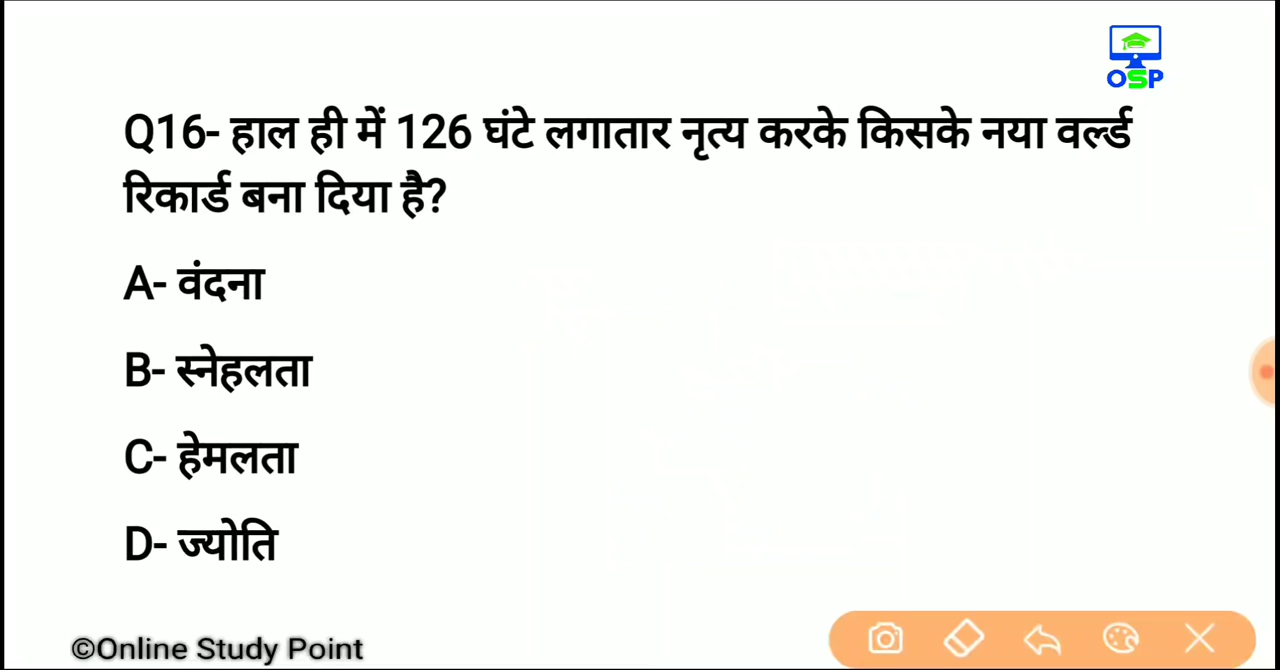 OSP
Q16- हाल ही में 126 घंटे लगातार नृत्य करके किसके नया वर्ल्ड
रिकार्ड बना दिया है?
A- वंदना
B- स्नेहलता
C- हेमलता
D- ज्योति
©Online Study Point